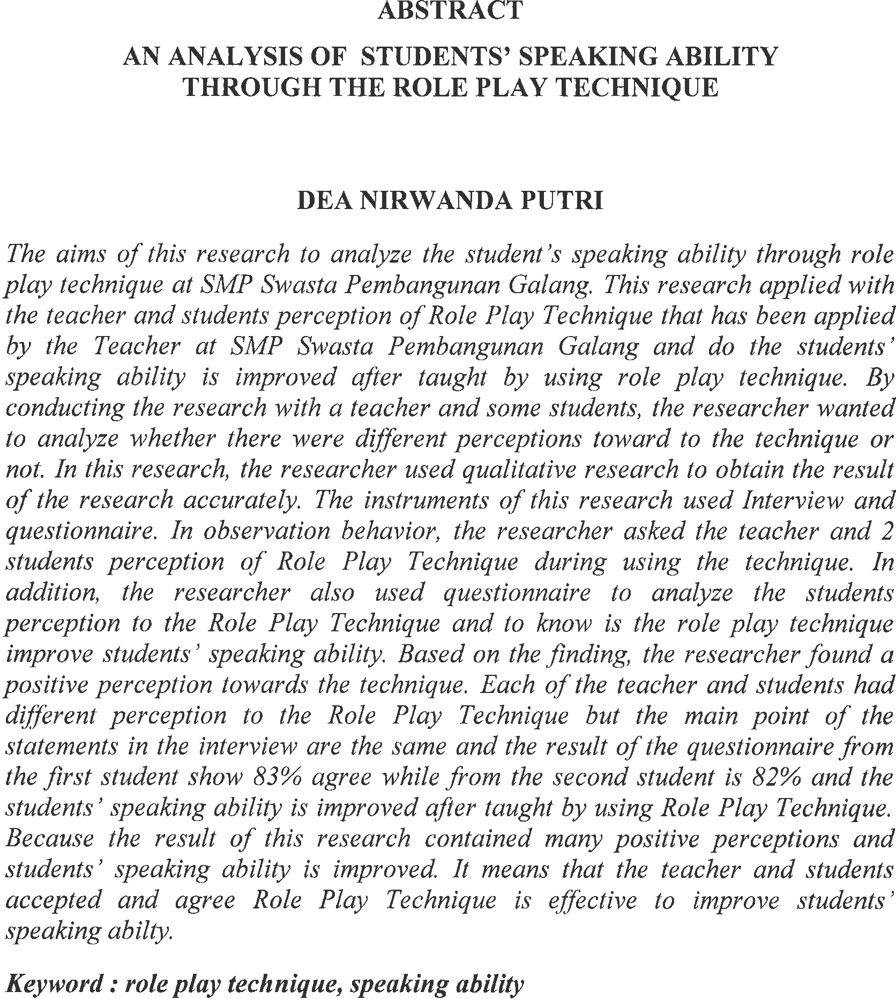 ABSTRACT
AN ANALYSIS OF STUDENTS’ SPEAKING ABILITY
THROUGH THE ROLE PLAY TECHNIQUE
DEA NIRWANDA PUTRI
The aims of this research to analyze the student’s speaking ability through role
play technique at SMP Swasta Pembangunan Galang. This research applied with
the teacher and students perception of Role Play Technique that has been applied
by the Teacher at SMP Swasta Pembangunan Galang and do the students’
speaking ability is improved after taught by using role play technique. By
conducting the research with a teacher and some students, the researcher wanted
to analyze whether there were different perceptions toward to the technique or
not. In this research, the researcher used qualitative research to obtain the result
of the research accurately. The instruments of this research used Interview and
questionnaire. In observation behavior, the researcher asked the teacher and 2
students perception of Role Play Technique during using the technique. In
addition, the researcher also used questionnaire to analyze the students
perception to the Role Play Technique and to know is the role play technique
improve students’ speaking ability. Based on the finding, the researcher found a
positive perception towards the technique. Each of the teacher and students had
different perception to the Role Play Technique but the main point of the
statements in the interview are the same and the result of the questionnaire from
the first student show 83% agree while from the second student is 82% and the
students’ speaking ability is improved after taught by using Role Play Technique.
Because the result of this research contained many positive perceptions and
students’ speaking ability is improved. It means that the teacher and students
accepted and agree Role Play Technique is effective to improve students’
speaking abilty.
Keyword : role play technique, speaking ability